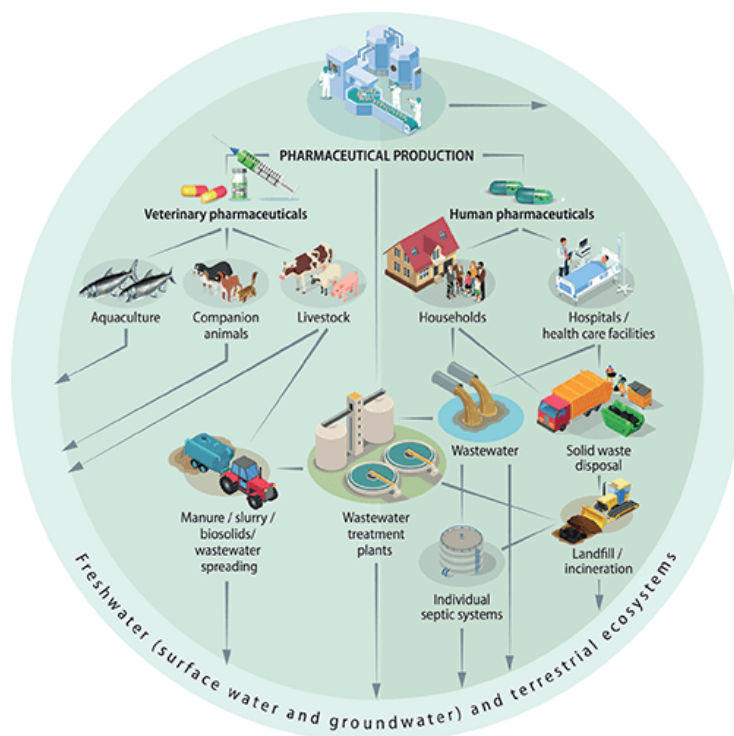 PHARMACEUTICAL PRODUCTION
Veterinary pharmaceuticals
Human pharmaceuticals
Aquaculture
Companion
animals
Livestock
Households
Hospitals /
health care facilities
Manure / slurry /
biosolids/
wastewater
spreading
Wastewater
treatment
plants
Wastewater
Solid waste
disposal
Individual
septic systems
Landfill /
incineration
Freshwater (surface water and groundwater) and terrestrial ecosystems